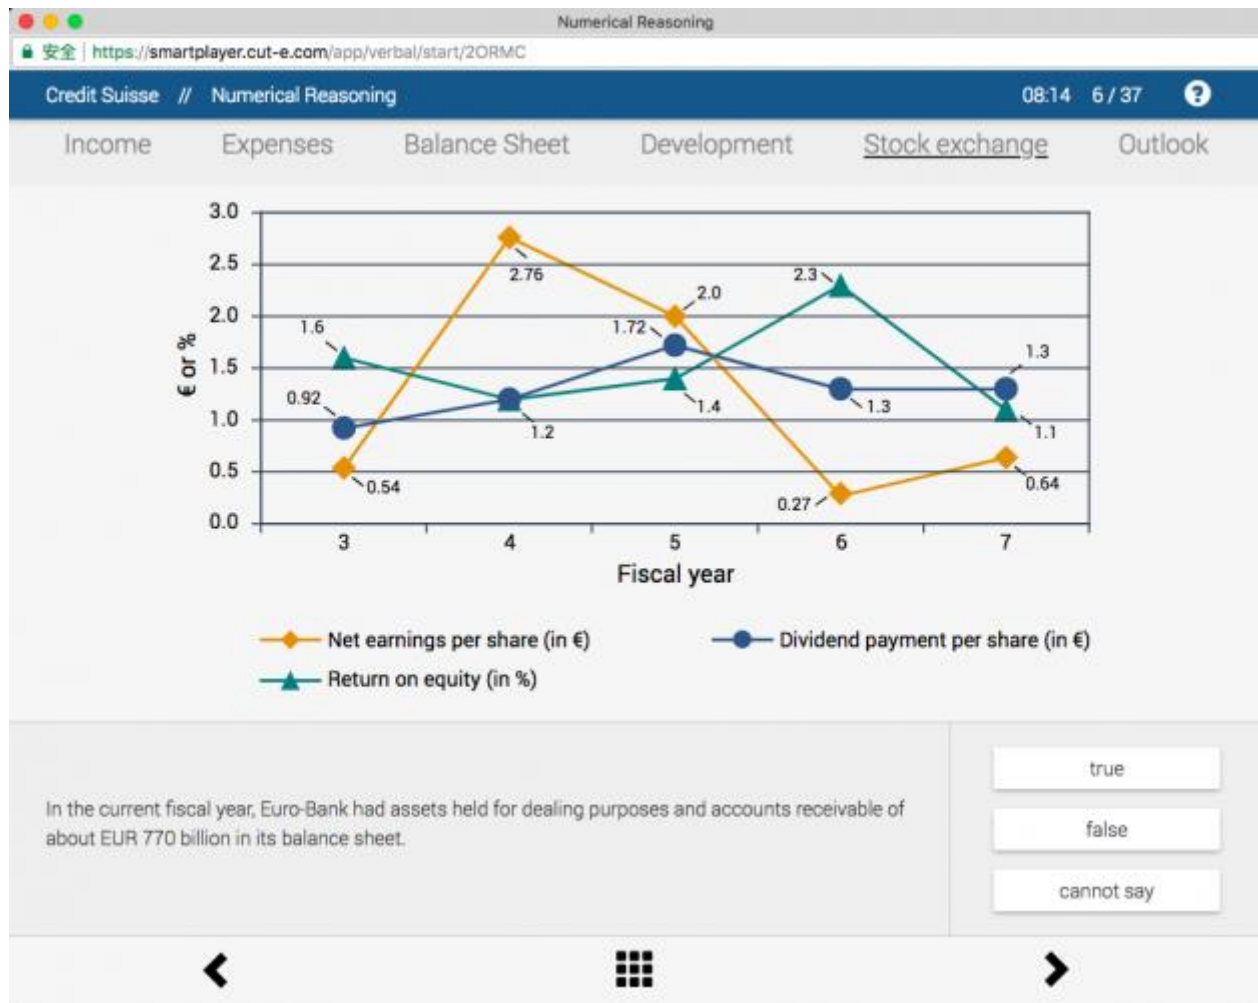 Numerical Reasoning
安全 | https://smartplayer.cut-e.com/app/verbal/start/2ORMC
Credit Suisse // Numerical Reasoning 08:14 6 / 37 ?
Income Expenses Balance Sheet Development Stock exchange Outlook
3.0
2.5
2.0
1.5
1.0
0.5
0.0
€ or %
1.6
0.92
0.54
2.76
1.2
1.72
2.0
1.4
2.3
1.3
0.27
1.3
1.1
0.64
3 4 5 6 7
Fiscal year
Net earnings per share (in €) Dividend payment per share (in €)
Return on equity (in %)
In the current fiscal year, Euro-Bank had assets held for dealing purposes and accounts receivable of
about EUR 770 billion in its balance sheet.
true
false
cannot say